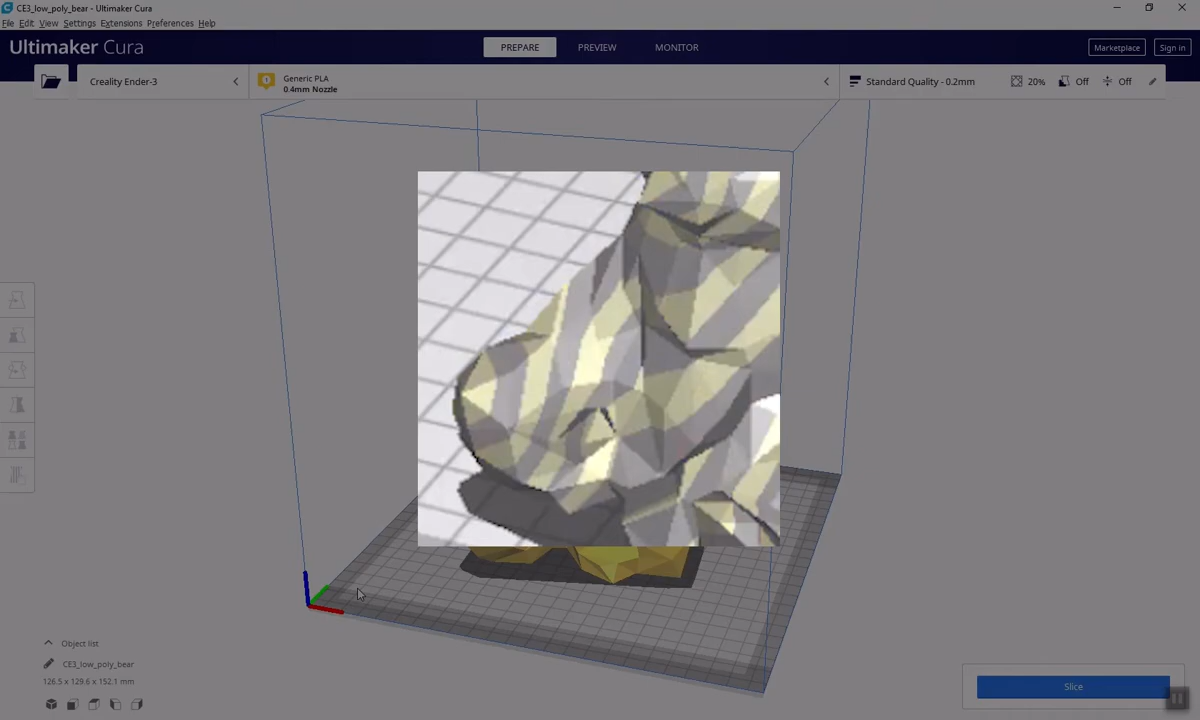 CE3_low_poly_bear - Ultimaker Cura
File Edit View Settings Extensions Preferences Help
Ultimaker Cura
PREPARE
PREVIEW
MONITOR
Marketplace
Sign in
Creality Ender-3
1
Generic PLA
0.4mm Nozzle
Standard Quality - 0.2mm
20%
Off
Off
Object list
CE3_low_poly_bear
126.5 x 129.6 x 152.1 mm
Slice